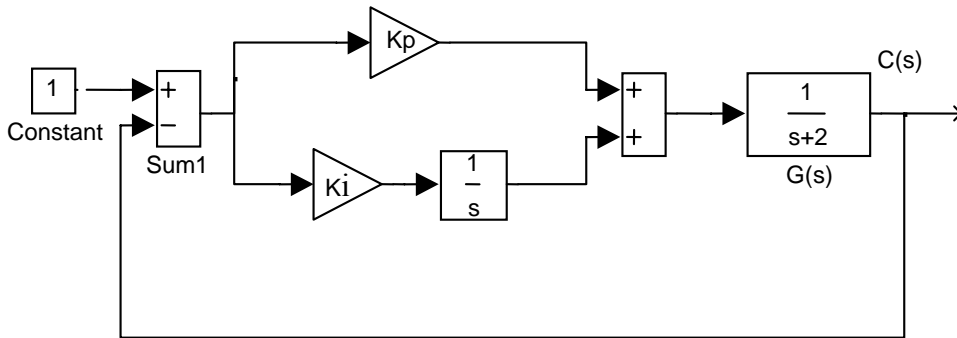 Kp
C(s)
1
+
−
Constant
Sum1
+
+
1
s+2
G(s)
Ki
1
s